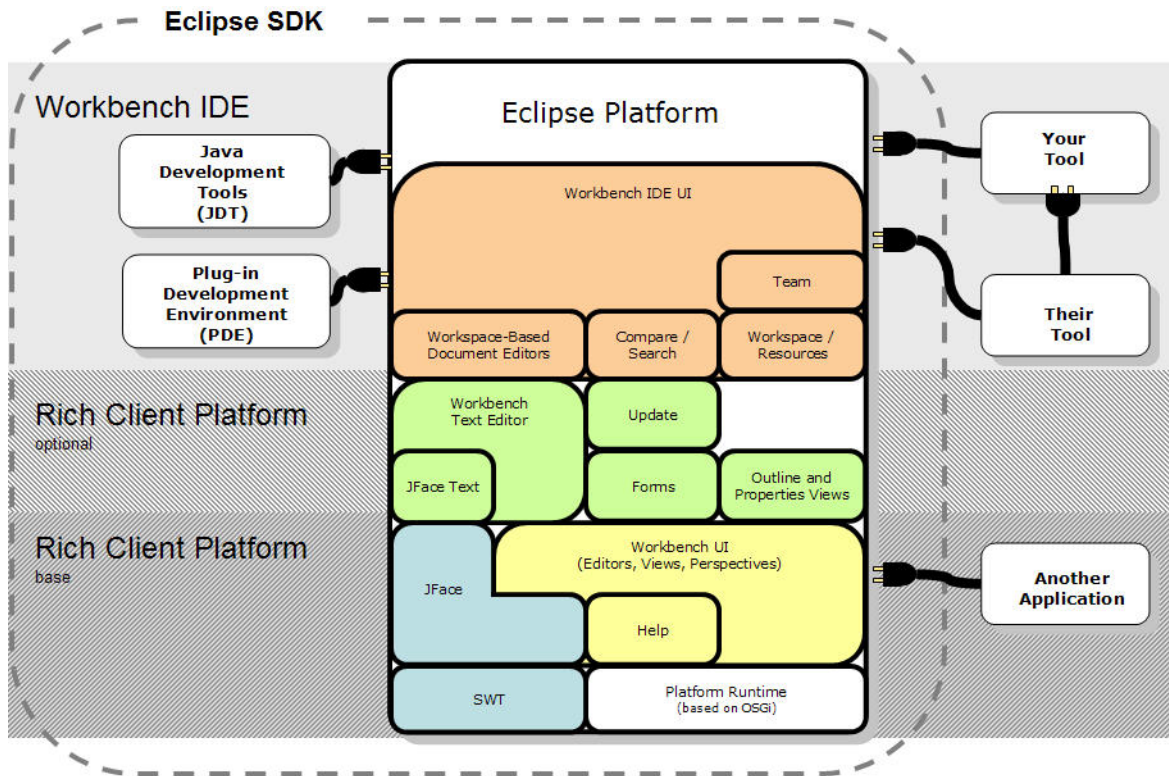 Eclipse SDK
Workbench IDE
Eclipse Platform
Java
Development
Tools
(JDT)
Your
Tool
Workbench IDE UI
Plug-in
Development
Environment
(PDE)
Team
Their
Tool
Workspace-Based
Document Editors
Compare /
Search
Workspace /
Resources
Rich Client Platform
optional
Workbench
Text Editor
Update
JFace Text
Forms
Outline and
Properties Views
Rich Client Platform
base
Workbench UI
(Editors, Views, Perspectives)
JFace
Another
Application
Help
SWT
Platform Runtime
(based on OSGi)